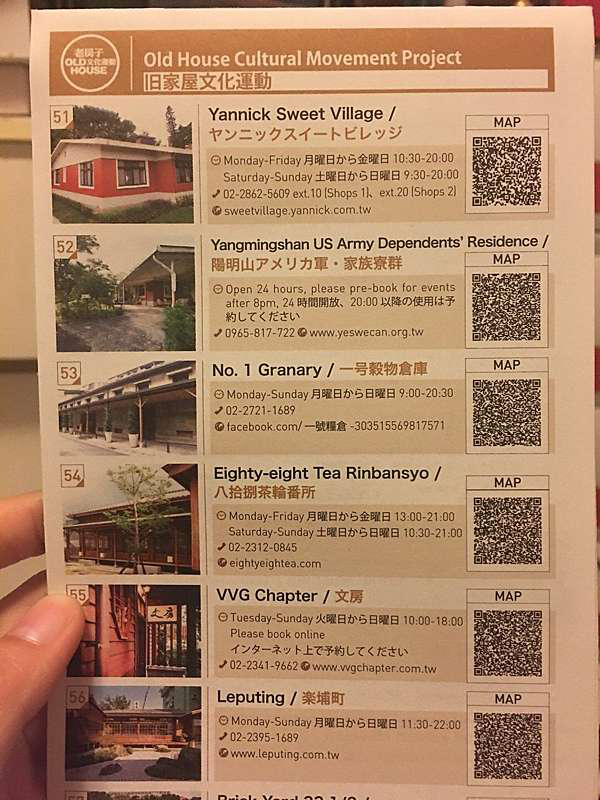 老房子
OLD文化運動
HOUSE
Old House Cultural Movement Project
旧家屋文化運動
51
Yannick Sweet Village /
ヤンニックスイートビレッジ
Monday-Friday 月曜日から金曜日 10:30-20:00
Saturday-Sunday 土曜日から日曜日 9:30-20:00
02-2862-5609 ext.10 (Shops 1)、ext.20 (Shops 2)
sweetvillage.yannick.com.tw
MAP
52
Yangmingshan US Army Dependents' Residence /
陽明山アメリカ軍・家族寮群
Open 24 hours, please pre-book for events
after 8pm, 24 時間開放、20:00 以降の使用は予
約してください
0965-817-722 www.yeswecan.org.tw
MAP
53
No. 1 Granary / 一号穀物倉庫
Monday-Sunday 月曜日から日曜日 9:00-20:30
02-2721-1689
facebook.com/ 一號糧倉 -303515569817571
MAP
54
Eighty-eight Tea Rinbansyo /
八拾捌茶輪番所
Monday-Friday 月曜日から金曜日 13:00-21:00
Saturday-Sunday 土曜日から日曜日 10:30-21:00
02-2312-0845
eightyeightea.com
MAP
55
文房
VVG Chapter / 文房
Tuesday-Sunday 火曜日から日曜日 10:00-18:00
Please book online
インターネット上で予約してください
02-2341-9662 www.vvgchapter.com.tw
MAP
56
Leputing / 楽埔町
Monday-Sunday 月曜日から日曜日 11:30-22:00
02-2395-1689
www.leputing.com.tw
MAP
57
Brick Yard 33 1/3 /